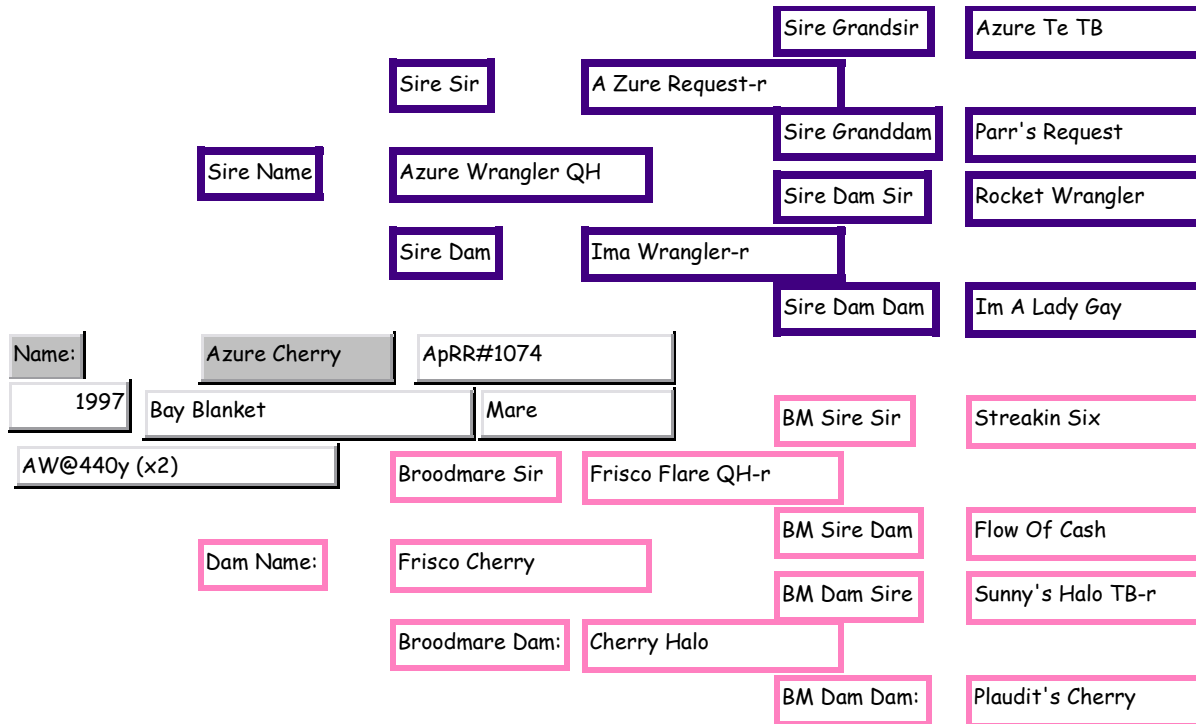 Sire Grandsir Azure Te TB
Sire Sir A Zure Request-r
Sire Granddam Parr's Request
Sire Name Azure Wrangler QH
Sire Dam Sir Rocket Wrangler
Sire Dam Ima Wrangler-r
Sire Dam Dam Im A Lady Gay
Name: Azure Cherry ApRR#1074
1997 Bay Blanket Mare
BM Sire Sir Streakin Six
AW@440y (x2)
Broodmare Sir Frisco Flare QH-r
BM Sire Dam Flow Of Cash
Dam Name: Frisco Cherry
BM Dam Sire Sunny's Halo TB-r
Broodmare Dam: Cherry Halo
BM Dam Dam: Plaudit's Cherry